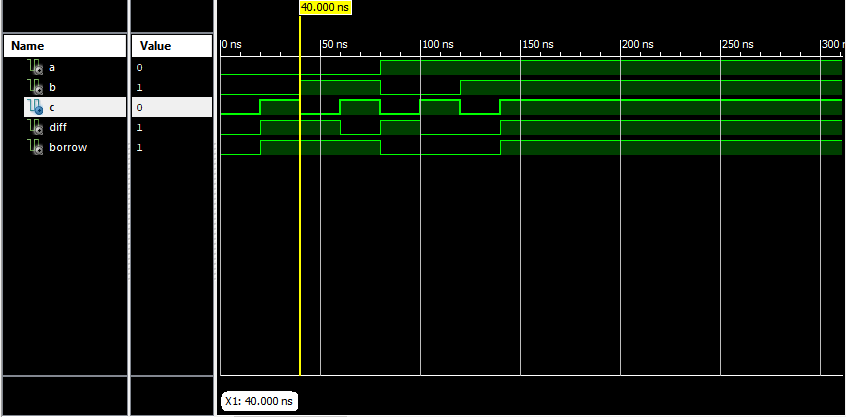 40.000 ns
Name Value
0 ns 50 ns 100 ns 150 ns 200 ns 250 ns 300 n
a 0
b 1
c 0
diff 1
borrow 1
X1: 40.000 ns